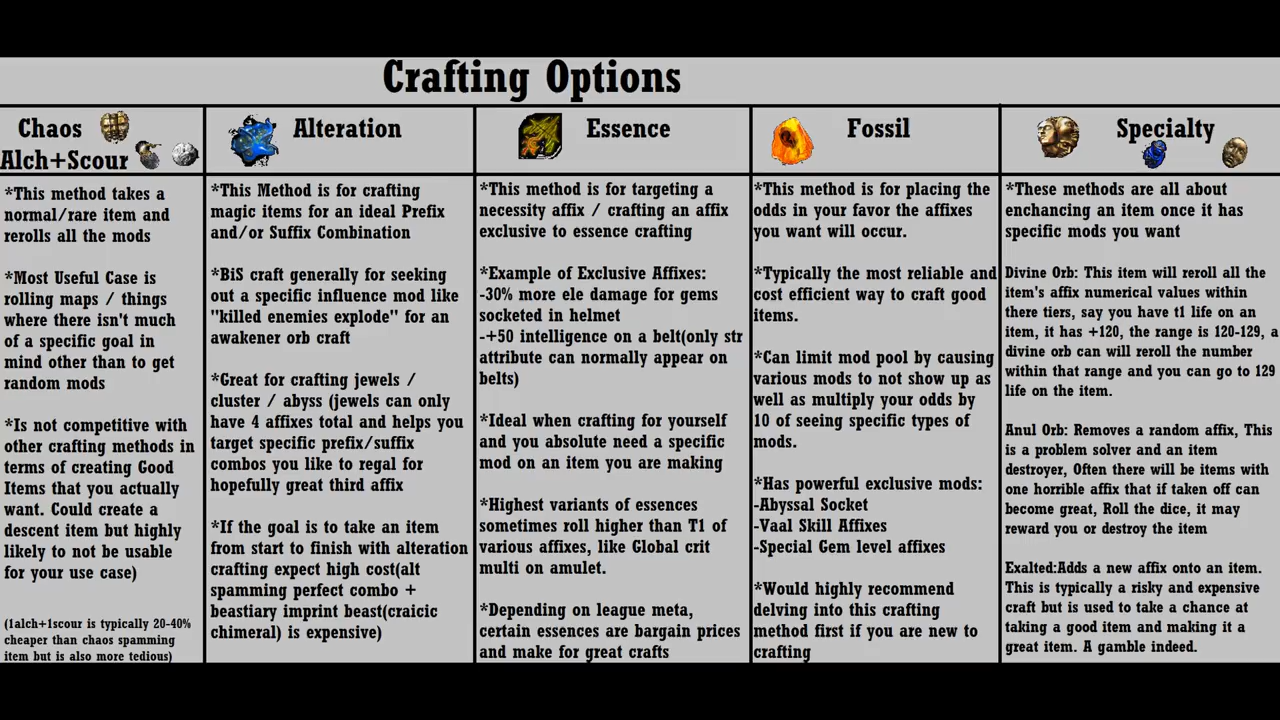 Crafting Options
Chaos
Alch+Scour
*This method takes a
normal/rare item and
rerolls all the mods
*Most Useful Case is
rolling maps / things
where there isn't much
of a specific goal in
mind other than to get
random mods
*Is not competitive with
other crafting methods in
terms of creating Good
Items that you actually
want. Could create a
descent item but highly
likely to not be usable
for your use case)
(1alch+1scour is typically 20-40%
cheaper than chaos spamming
item but is also more tedious)
Alteration
*This Method is for crafting
magic items for an ideal Prefix
and/or Suffix Combination
*BiS craft generally for seeking
out a specific influence mod like
"killed enemies explode" for an
awakener orb craft
*Great for crafting jewels /
cluster / abyss (jewels can only
have 4 affixes total and helps you
target specific prefix/suffix
combos you like to regal for
hopefully great third affix
*If the goal is to take an item
from start to finish with alteration
crafting expect high cost(alt
spamming perfect combo +
beastiary imprint beast(craicic
chimeral) is expensive)
Essence
*This method is for targeting a
necessity affix / crafting an affix
exclusive to essence crafting
*Example of Exclusive Affixes:
-30% more ele damage for gems
socketed in helmet
-+50 intelligence on a belt(only str
attribute can normally appear on
belts)
*Ideal when crafting for yourself
and you absolute need a specific
mod on an item you are making
*Highest variants of essences
sometimes roll higher than T1 of
various affixes, like Global crit
multi on amulet.
*Depending on league meta,
certain essences are bargain prices
and make for great crafts
Fossil
*This method is for placing the
odds in your favor the affixes
you want will occur.
*Typically the most reliable and
cost efficient way to craft good
items.
*Can limit mod pool by causing
various mods to not show up as
well as multiply your odds by
10 of seeing specific types of
mods.
*Has powerful exclusive mods:
-Abyssal Socket
-Vaal Skill Affixes
-Special Gem level affixes
*Would highly recommend
delving into this crafting
method first if you are new to
crafting
Specialty
*These methods are all about
enchancing an item once it has
specific mods you want
Divine Orb: This item will reroll all the
item's affix numerical values within
there tiers, say you have t1 life on an
item, it has +120, the range is 120-129, a
divine orb can will reroll the number
within that range and you can go to 129
life on the item.
Anul Orb: Removes a random affix, This
is a problem solver and an item
destroyer, Often there will be items with
one horrible affix that if taken off can
become great, Roll the dice, it may
reward you or destroy the item
Exalted:Adds a new affix onto an item.
This is typically a risky and expensive
craft but is used to take a chance at
taking a good item and making it a
great item. A gamble indeed.